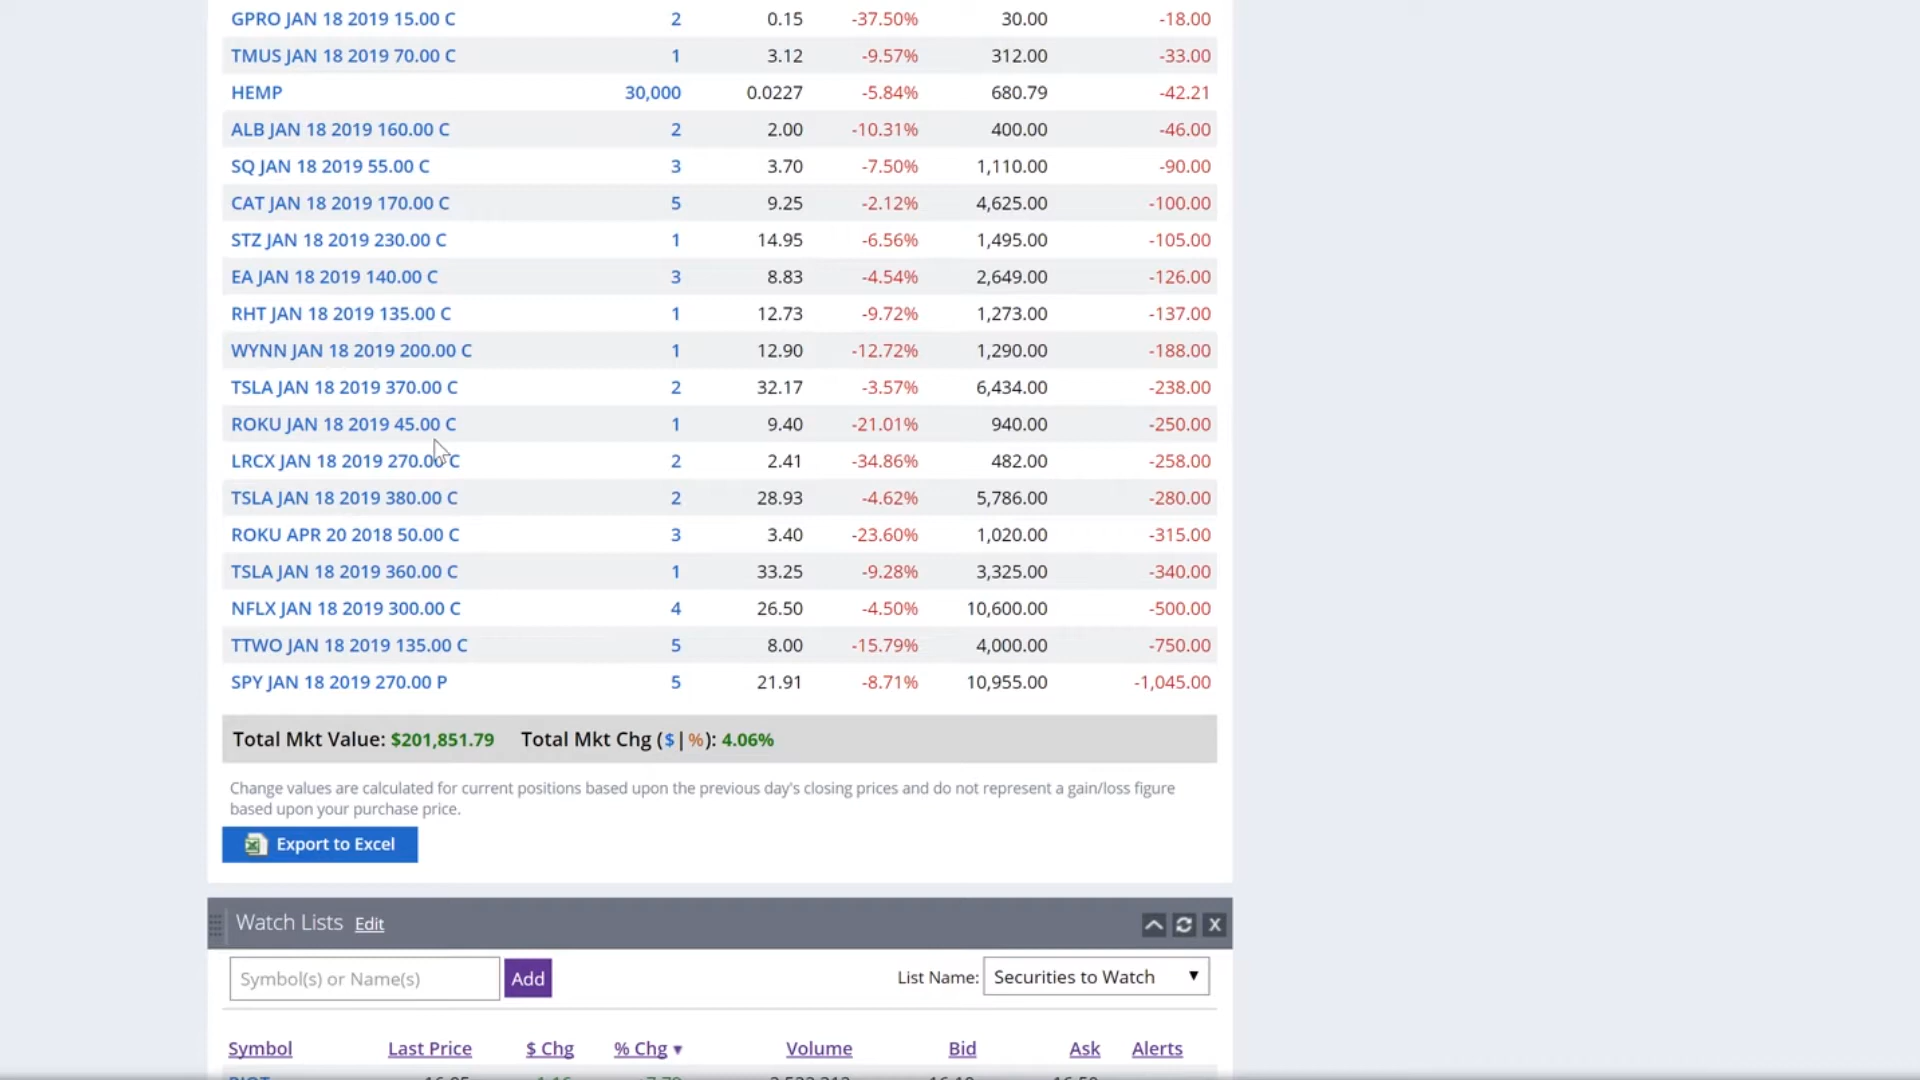 GPRO JAN 18 2019 15.00 C 2 0.15 -37.50% 30.00 -18.00
TMUS JAN 18 2019 70.00 C 1 3.12 -9.57% 312.00 -33.00
HEMP 30,000 0.0227 -5.84% 680.79 -42.21
ALB JAN 18 2019 160.00 C 2 2.00 -10.31% 400.00 -46.00
SQ JAN 18 2019 55.00 C 3 3.70 -7.50% 1,110.00 -90.00
CAT JAN 18 2019 170.00 C 5 9.25 -2.12% 4,625.00 -100.00
STZ JAN 18 2019 230.00 C 1 14.95 -6.56% 1,495.00 -105.00
EA JAN 18 2019 140.00 C 3 8.83 -4.54% 2,649.00 -126.00
RHT JAN 18 2019 135.00 C 1 12.73 -9.72% 1,273.00 -137.00
WYNN JAN 18 2019 200.00 C 1 12.90 -12.72% 1,290.00 -188.00
TSLA JAN 18 2019 370.00 C 2 32.17 -3.57% 6,434.00 -238.00
ROKU JAN 18 2019 45.00 C 1 9.40 -21.01% 940.00 -250.00
LRCX JAN 18 2019 270.00 C 2 2.41 -34.86% 482.00 -258.00
TSLA JAN 18 2019 380.00 C 2 28.93 -4.62% 5,786.00 -280.00
ROKU APR 20 2018 50.00 C 3 3.40 -23.60% 1,020.00 -315.00
TSLA JAN 18 2019 360.00 C 1 33.25 -9.28% 3,325.00 -340.00
NFLX JAN 18 2019 300.00 C 4 26.50 -4.50% 10,600.00 -500.00
TTWO JAN 18 2019 135.00 C 5 8.00 -15.79% 4,000.00 -750.00
SPY JAN 18 2019 270.00 P 5 21.91 -8.71% 10,955.00 -1,045.00
Total Mkt Value: $201,851.79 Total Mkt Chg ($|%): 4.06%
Change values are calculated for current positions based upon the previous day's closing prices and do not represent a gain/loss figure
based upon your purchase price.
Export to Excel
Watch Lists Edit
Symbol(s) or Name(s) Add List Name: Securities to Watch
Symbol Last Price $ Chg % Chg Volume Bid Ask Alerts